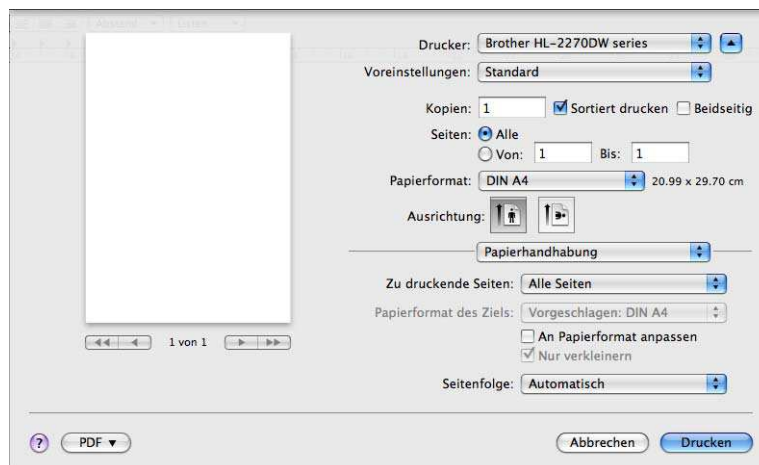 Abstand Listen
Drucker: Brother HL-2270DW series
Voreinstellungen: Standard
Kopien: 1 Sortiert drucken Beidseitig
Seiten: Alle
Von: 1 Bis: 1
Papierformat: DIN A4 20.99 x 29.70 cm
Ausrichtung:
Papierhandhabung
Zu druckende Seiten: Alle Seiten
Papierformat des Ziels: Vorgeschlagen: DIN A4
An Papierformat anpassen
Nur verkleinern
1 von 1
Seitenfolge: Automatisch
? PDF Abbrechen Drucken